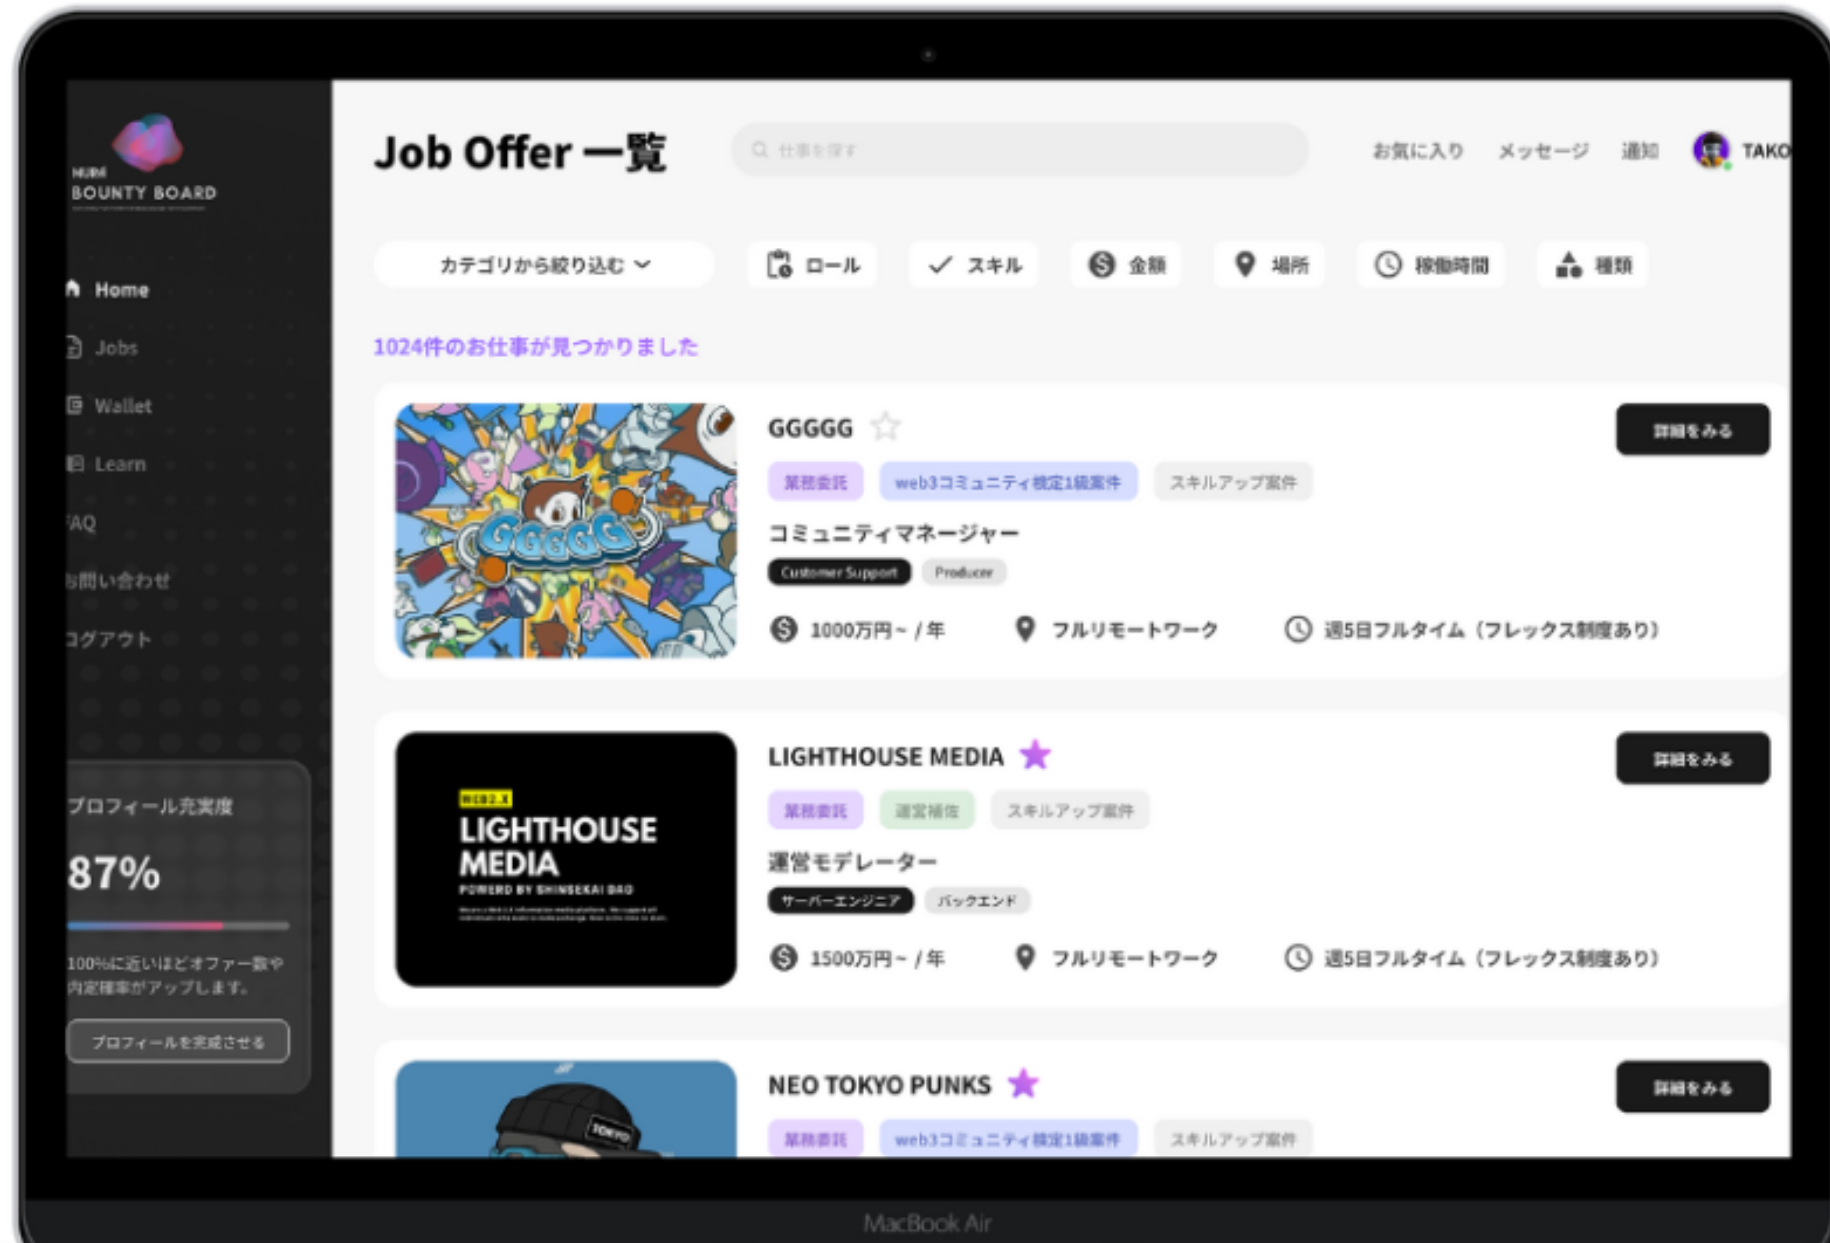 BOUNTY BOARD
Home
Jobs
Wallet
Learn
FAQ
お問い合わせ
ログアウト
プロフィール充実度
87%
100%に近いほどオファー数や
内定確率がアップします。
プロフィールを完成させる
Job Offer 一覧
仕事を探す
お気に入り メッセージ 通知 TAKO
カテゴリから絞り込む ロール スキル 金額 場所 稼働時間 種類
1024件のお仕事が見つかりました
GGGGG
GGGGG
詳細をみる
業務委託 web3コミュニティ検定1級案件 スキルアップ案件
コミュニティマネージャー
Customer Support Producer
1000万円~ / 年 フルリモートワーク 週5日フルタイム（フレックス制度あり）
WEB2.X
LIGHTHOUSE
MEDIA
POWERD BY SHINSEKAI DAO
LIGHTHOUSE MEDIA
詳細をみる
業務委託 運営補佐 スキルアップ案件
運営モデレーター
サーバーエンジニア バックエンド
1500万円~ / 年 フルリモートワーク 週5日フルタイム（フレックス制度あり）
TOKYO
NEO TOKYO PUNKS
詳細をみる
業務委託 web3コミュニティ検定1級案件 スキルアップ案件
MacBook Air